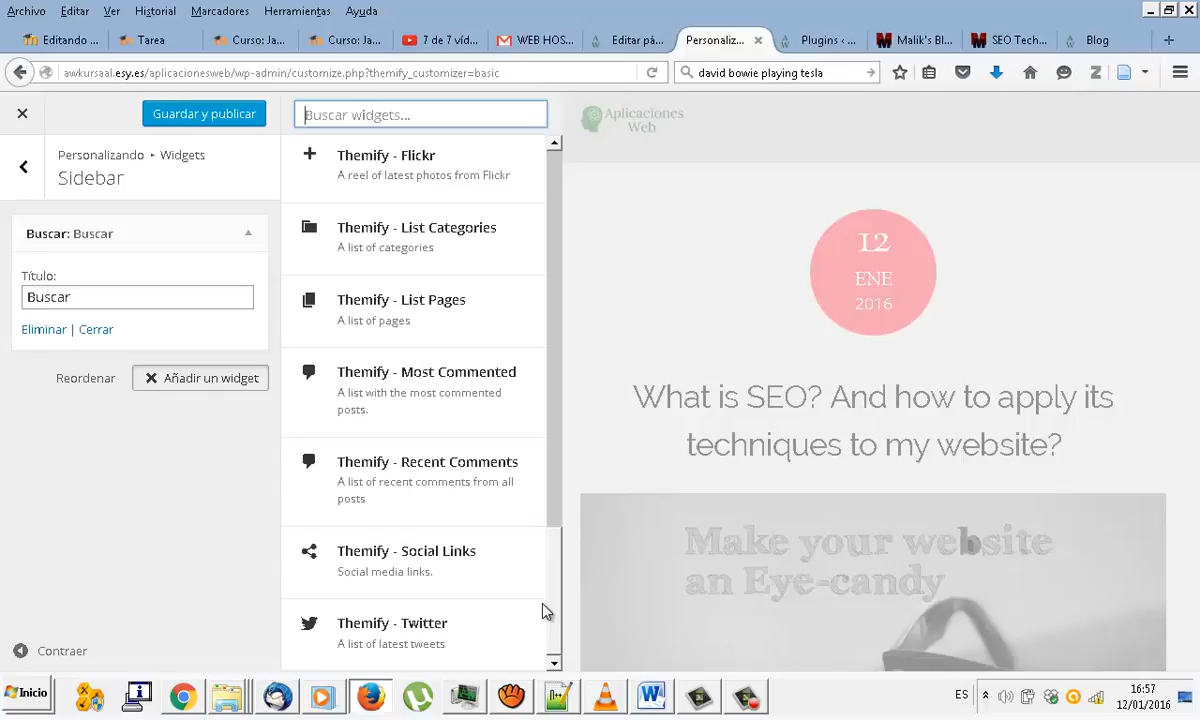 Archivo Editar Ver Historial Marcadores Herramientas Ayuda
Editando ... Tarea Curso: Ja... Curso: Ja... 7 de 7 víd... WEB HOS... Editar pá... Personaliz... Plugins ‹ ... Malik's Bl... SEO Tech... Blog
awkursaal.esy.es/aplicacionesweb/wp-admin/customize.php?themify_customizer=basic
david bowie playing tesla
Guardar y publicar
Buscar widgets...
Aplicaciones
Web
Personalizando ‣ Widgets
Sidebar
Buscar: Buscar
Título:
Buscar
Eliminar | Cerrar
Reordenar Añadir un widget
Themify - Flickr
A reel of latest photos from Flickr
Themify - List Categories
A list of categories
Themify - List Pages
A list of pages
Themify - Most Commented
A list with the most commented
posts.
Themify - Recent Comments
A list of recent comments from all
posts
Themify - Social Links
Social media links.
Themify - Twitter
A list of latest tweets
12
ENE
2016
What is SEO? And how to apply its
techniques to my website?
Make your website
an Eye-candy
Contraer
Inicio
ES
16:57
12/01/2016